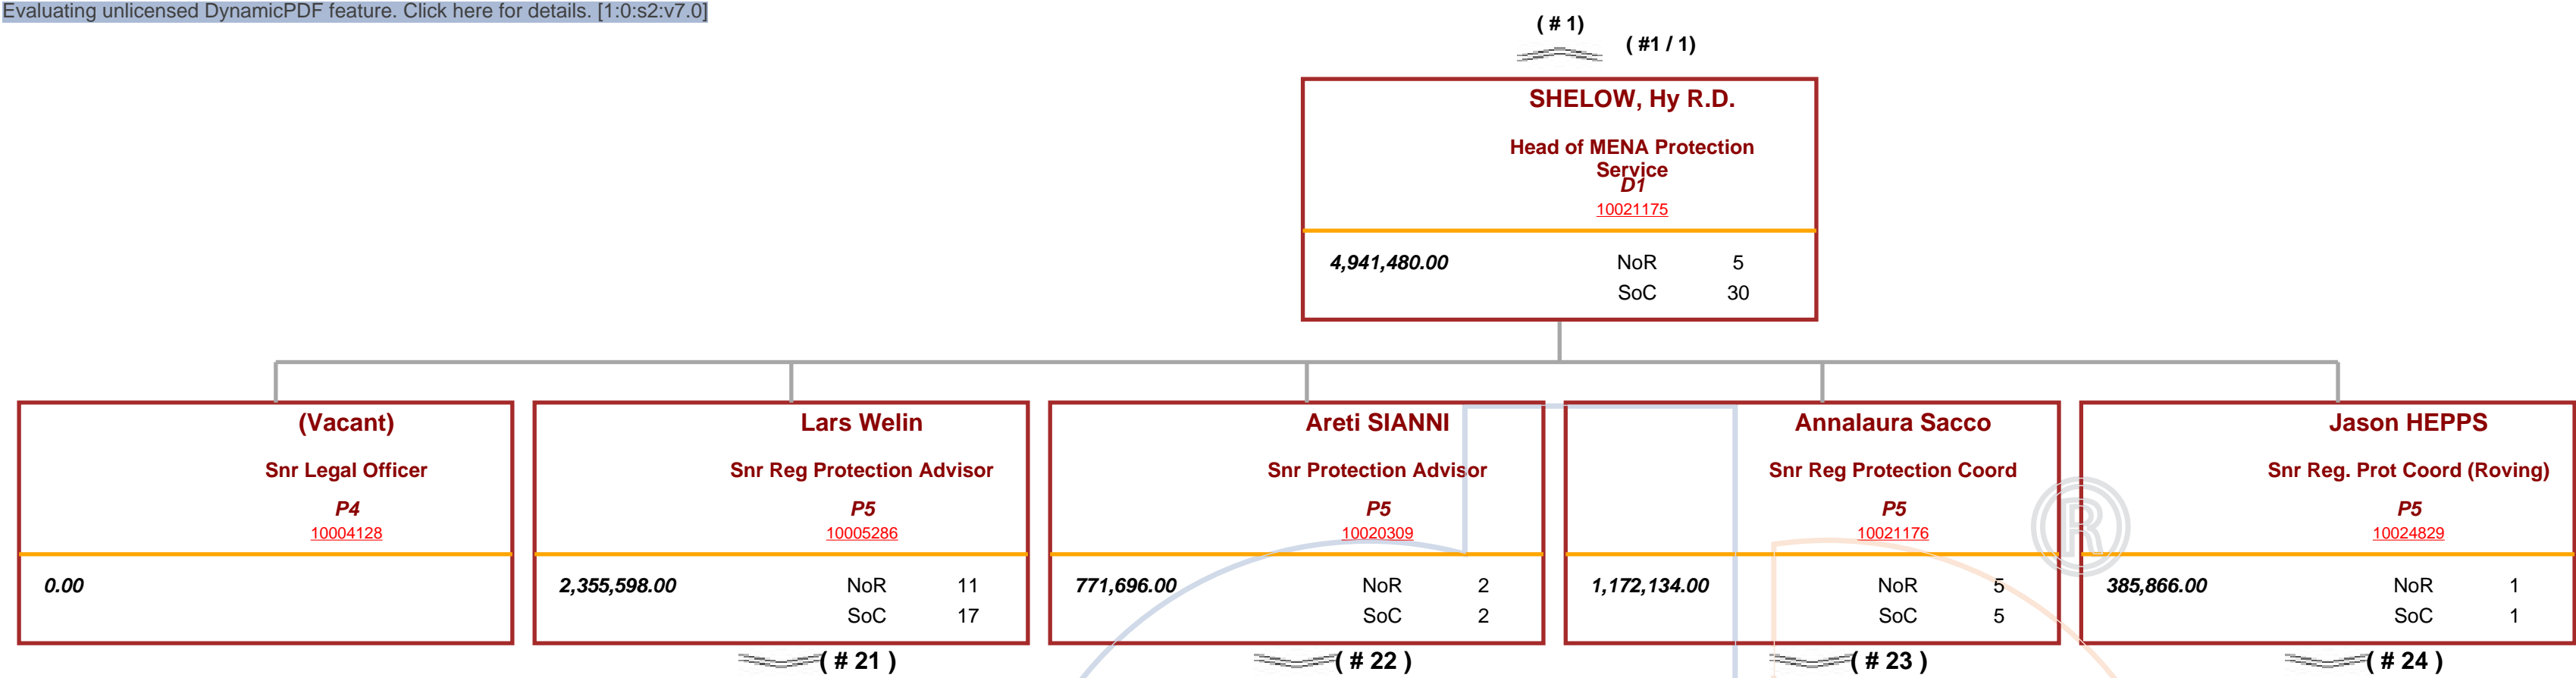 Evaluating unlicensed DynamicPDF feature. Click here for details. [1:0:s2:v7.0]
( # 1)
( #1 / 1)
SHELOW, Hy R.D.
Head of MENA Protection
Service
D1
10021175
4,941,480.00 NoR 5
SoC 30
(Vacant)
Snr Legal Officer
P4
10004128
0.00
Lars Welin
Snr Reg Protection Advisor
P5
10005286
2,355,598.00 NoR 11
SoC 17
( # 21 )
Areti SIANNI
Snr Protection Advisor
P5
10020309
771,696.00 NoR 2
SoC 2
( # 22 )
Annalaura Sacco
Snr Reg Protection Coord
P5
10021176
1,172,134.00 NoR 5
SoC 5
( # 23 )
Jason HEPPS
Snr Reg. Prot Coord (Roving)
P5
10024829
385,866.00 NoR 1
SoC 1
( # 24 )
®